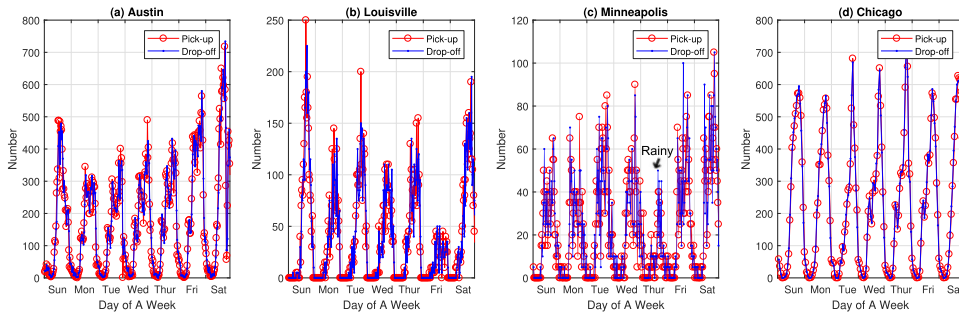 (a) Austin
Number
800
700
600
500
400
300
200
100
0
Pick-up
Drop-off
Sun Mon Tue Wed Thur Fri Sat
Day of A Week
(b) Louisville
Number
250
200
150
100
50
0
Pick-up
Drop-off
Sun Mon Tue Wed Thur Fri Sat
Day of A Week
(c) Minneapolis
Number
120
100
80
60
40
20
0
Pick-up
Drop-off
Rainy
Sun Mon Tue Wed Thur Fri Sat
Day of A Week
(d) Chicago
Number
800
700
600
500
400
300
200
100
0
Pick-up
Drop-off
Sun Mon Tue Wed Thur Fri Sat
Day of A Week